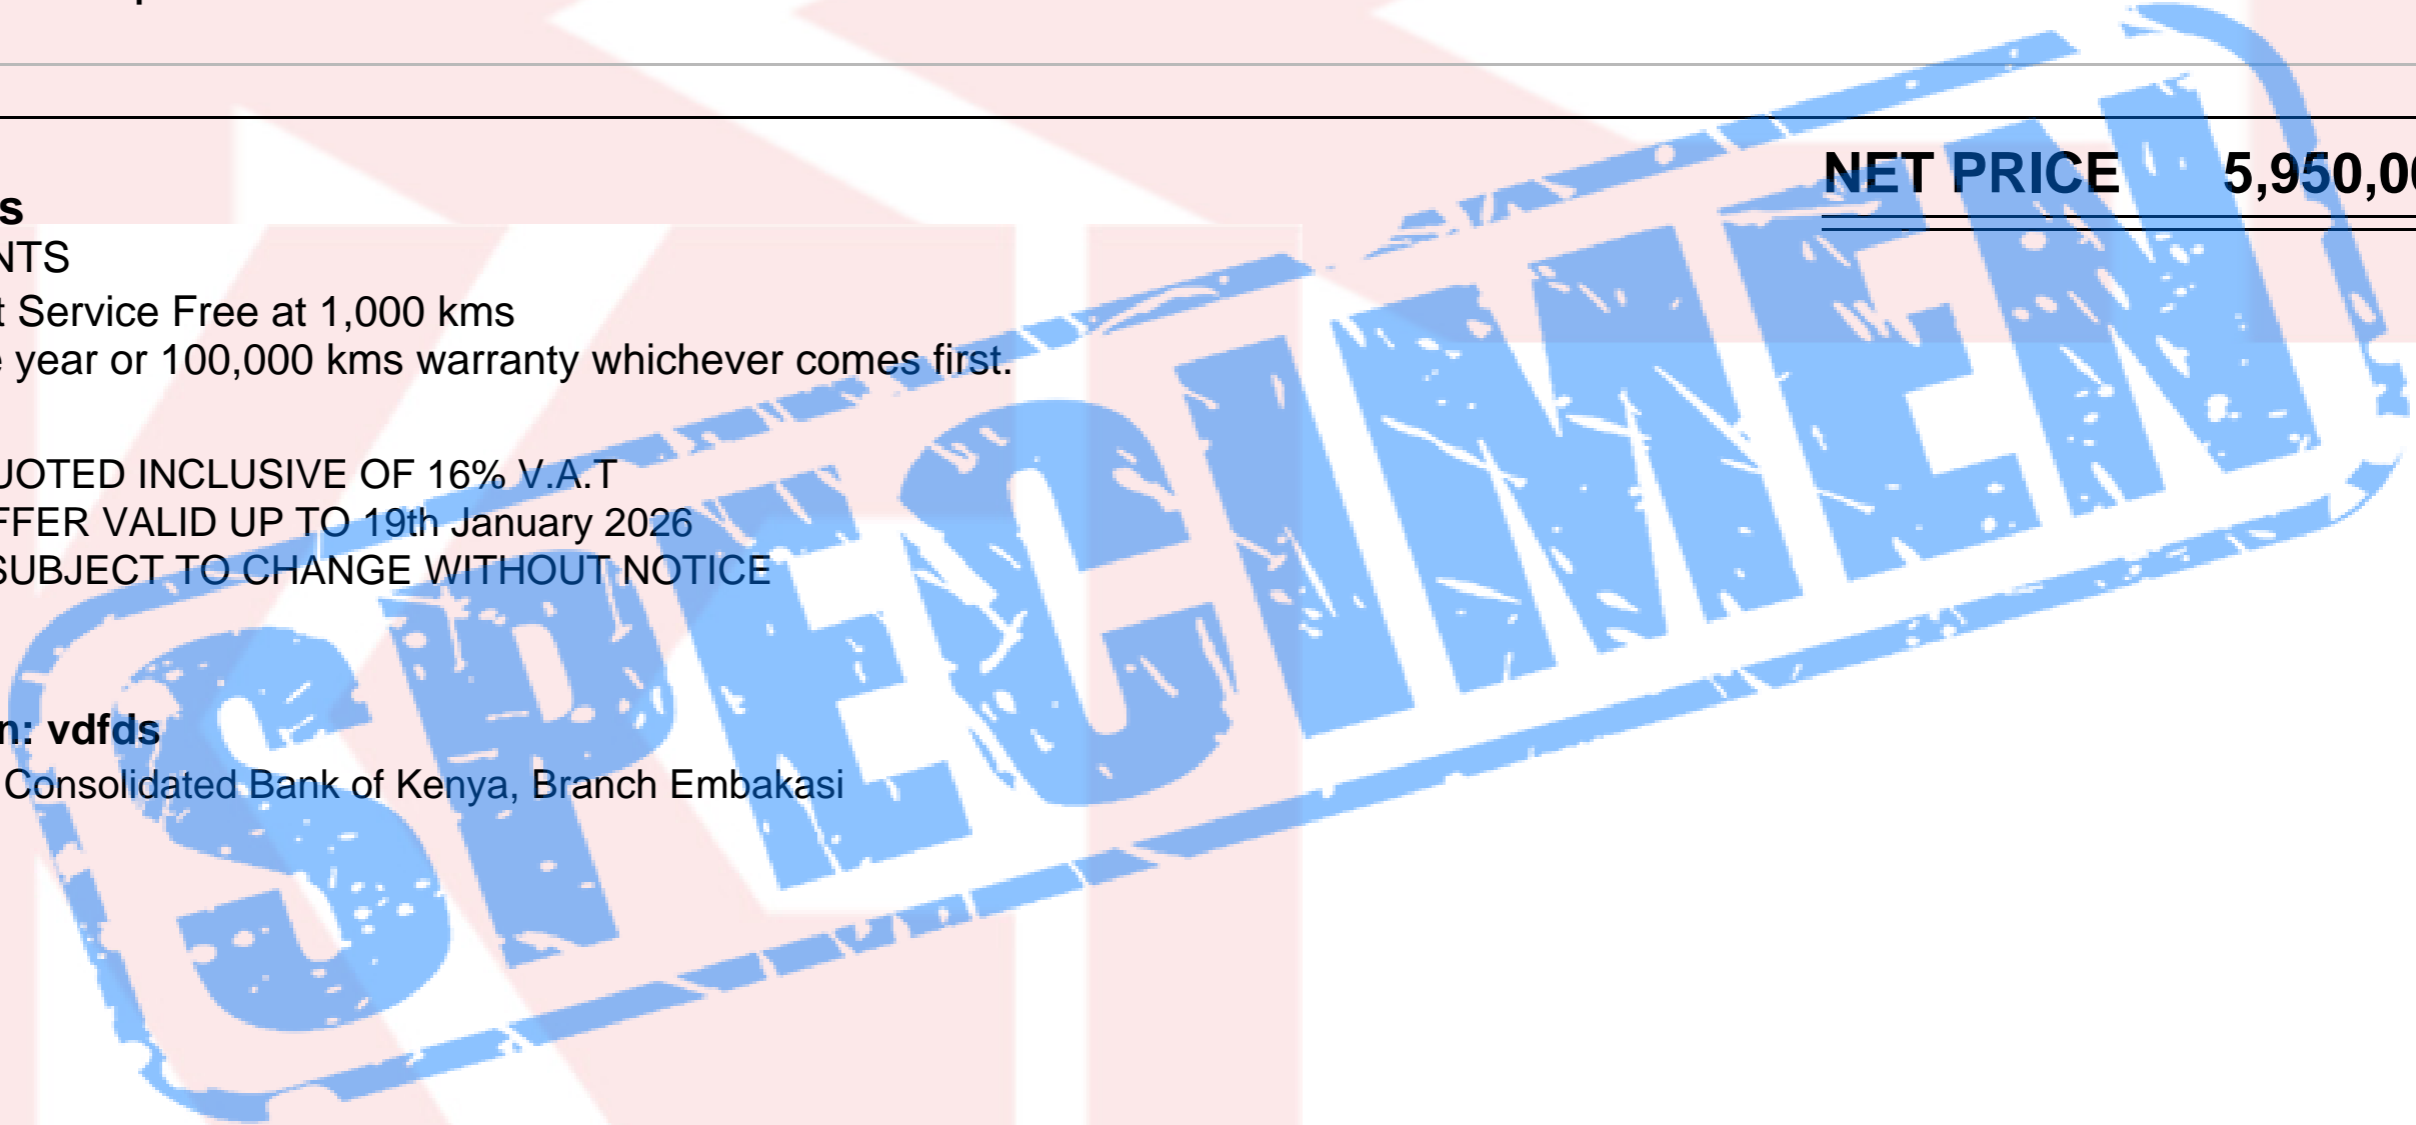 NET PRICE 5,950,00
s
NTS
t Service Free at 1,000 kms
e year or 100,000 kms warranty whichever comes first.
UOTED INCLUSIVE OF 16% V.A.T
FFER VALID UP TO 19th January 2026
SUBJECT TO CHANGE WITHOUT NOTICE
SPECIMEN
n: vdfds
Consolidated Bank of Kenya, Branch Embakasi